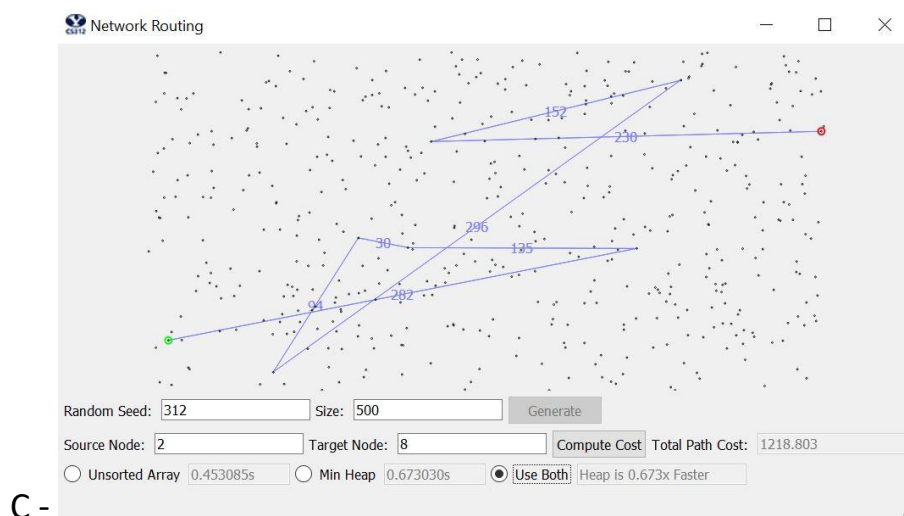 CS312 Network Routing
152
230
296
30
135
282
94
Random Seed: 312 Size: 500 Generate
Source Node: 2 Target Node: 8 Compute Cost Total Path Cost: 1218.803
Unsorted Array 0.453085s Min Heap 0.673030s Use Both Heap is 0.673x Faster
C -